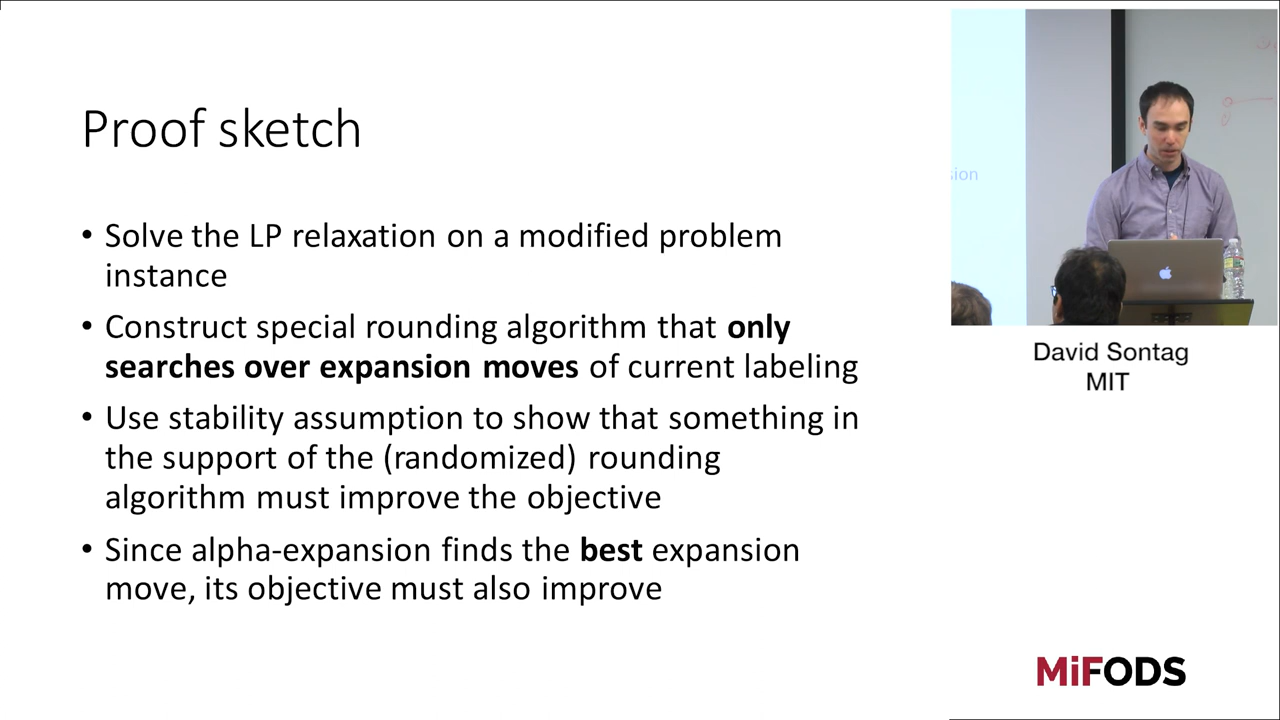 Proof sketch
• Solve the LP relaxation on a modified problem
instance
• Construct special rounding algorithm that only
searches over expansion moves of current labeling
• Use stability assumption to show that something in
the support of the (randomized) rounding
algorithm must improve the objective
• Since alpha-expansion finds the best expansion
move, its objective must also improve
sion
David Sontag
MIT
MiFODS